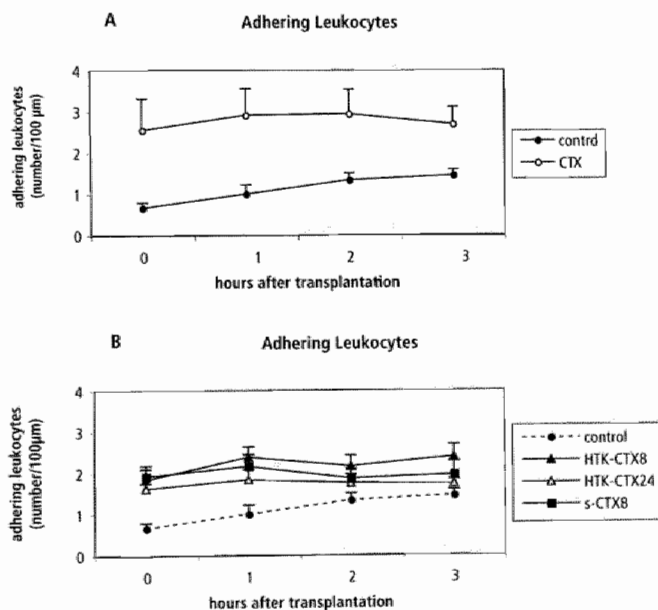 A
Adhering Leukocytes
adhering leukocytes
(number/100 µm)
4
3
2
1
0
0 1 2 3
hours after transplantation
contrd
CTX
B
Adhering Leukocytes
adhering leukocytes
(number/100µm)
4
3
2
1
0
0 1 2 3
hours after transplantation
control
HTK-CTX8
HTK-CTX24
s-CTX8